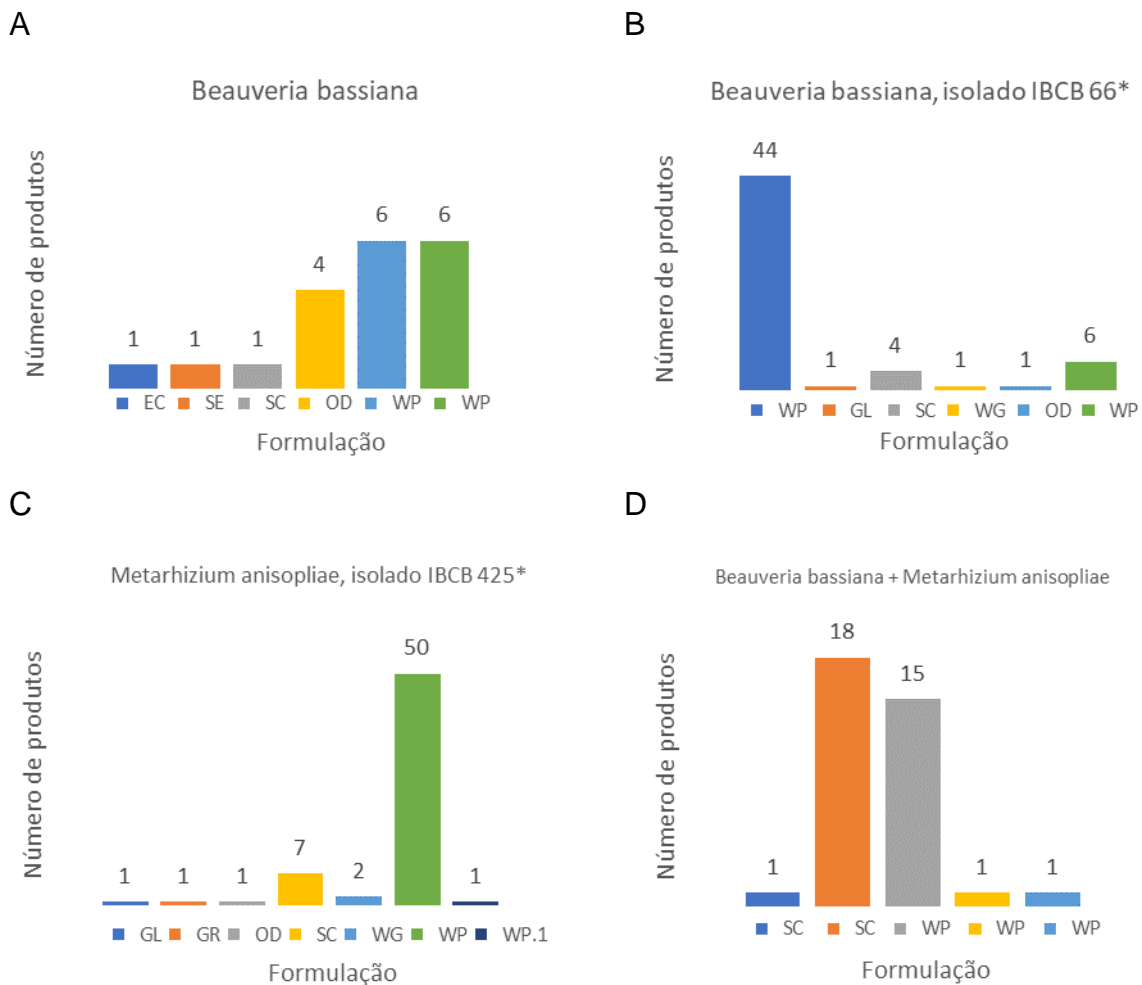 A
Beauveria bassiana
Número de produtos
1 1 1 4 6 6
EC SE SC OD WP WP
Formulação
B
Beauveria bassiana, isolado IBCB 66*
Número de produtos
44 1 4 1 1 6
WP GL SC WG OD WP
Formulação
C
Metarhizium anisopliae, isolado IBCB 425*
Número de produtos
1 1 1 7 2 50 1
GL GR OD SC WG WP WP.1
Formulação
D
Beauveria bassiana + Metarhizium anisopliae
Número de produtos
1 18 15 1 1
SC SC WP WP WP
Formulação